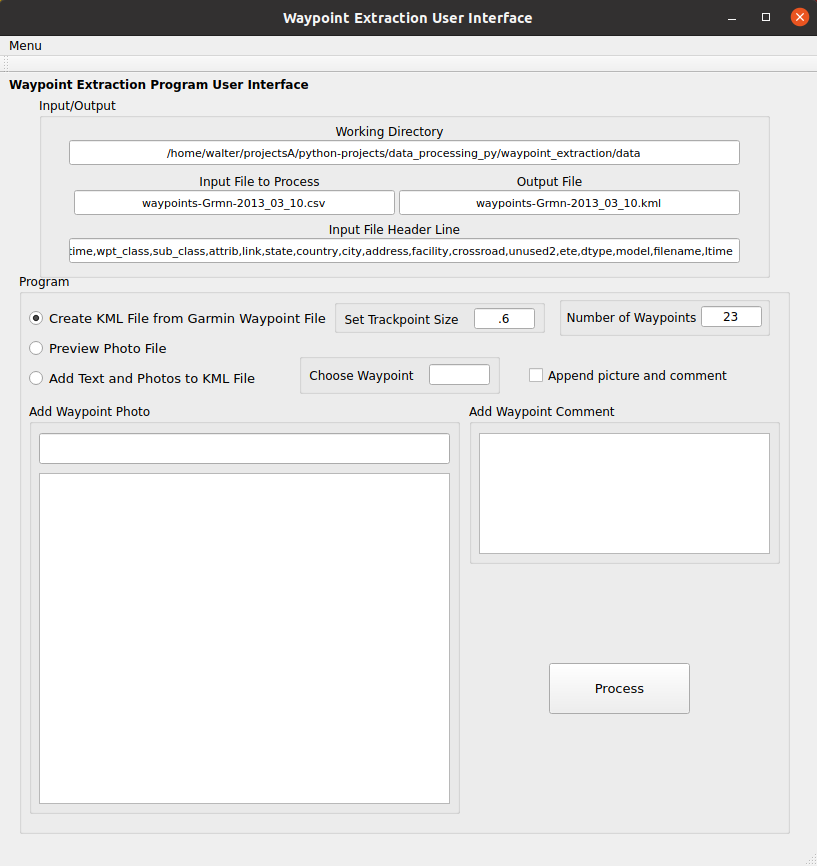 Waypoint Extraction User Interface
Menu
Waypoint Extraction Program User Interface
Input/Output
Working Directory
/home/walter/projectsA/python-projects/data_processing_py/waypoint_extraction/data
Input File to Process
Output File
waypoints-Grmn-2013_03_10.csv
waypoints-Grmn-2013_03_10.kml
Input File Header Line
time,wpt_class,sub_class,attrib,link,state,country,city,address,facility,crossroad,unused2,ete,dtype,model,filename,ltime
Program
Create KML File from Garmin Waypoint File
Set Trackpoint Size
.6
Number of Waypoints
23
Preview Photo File
Add Text and Photos to KML File
Choose Waypoint
Append picture and comment
Add Waypoint Photo
Add Waypoint Comment
Process